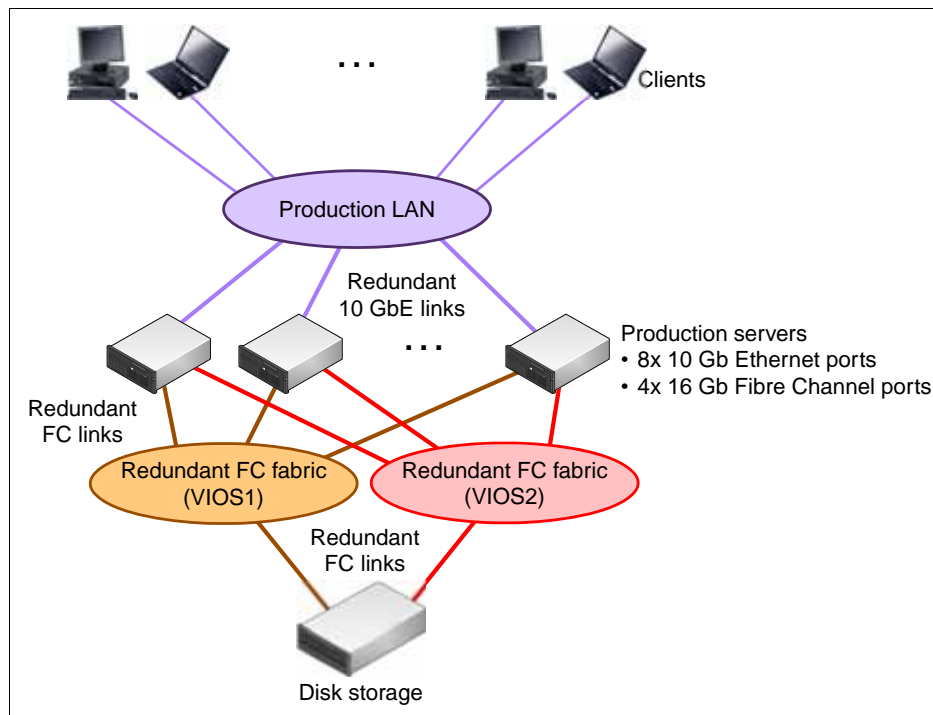 ...
Clients
Production LAN
Redundant
10 GbE links
...
Production servers
• 8x 10 Gb Ethernet ports
• 4x 16 Gb Fibre Channel ports
Redundant
FC links
Redundant FC fabric
(VIOS1)
Redundant FC fabric
(VIOS2)
Redundant
FC links
Disk storage